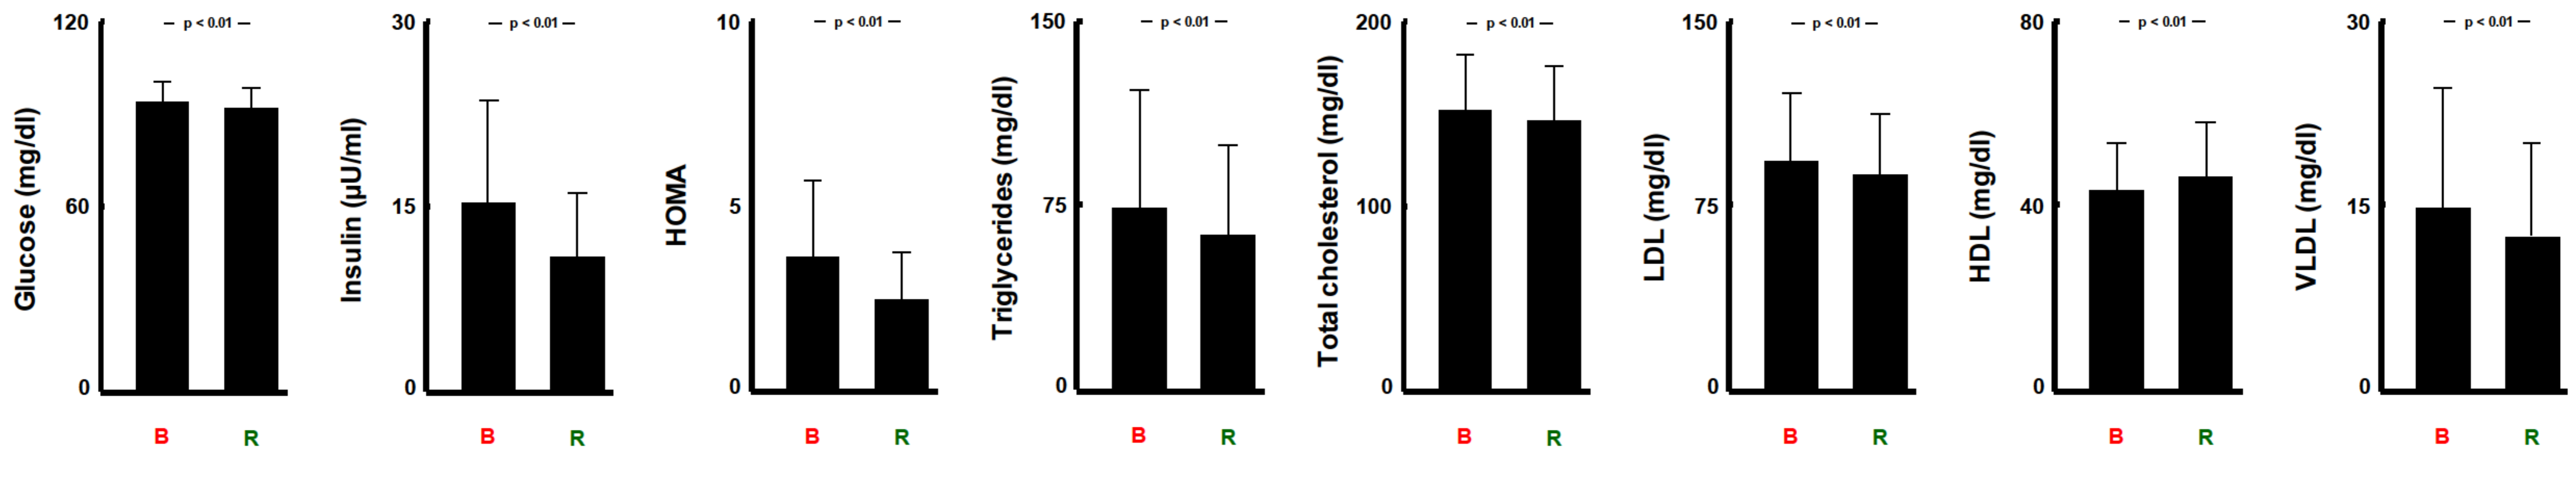 Glucose (mg/dl)
120
60
0
– p < 0.01 –
B
R
Insulin (µU/ml)
30
15
0
– p < 0.01 –
B
R
HOMA
10
5
0
– p < 0.01 –
B
R
Triglycerides (mg/dl)
150
75
0
– p < 0.01 –
B
R
Total cholesterol (mg/dl)
200
100
0
– p < 0.01 –
B
R
LDL (mg/dl)
150
75
0
– p < 0.01 –
B
R
HDL (mg/dl)
80
40
0
– p < 0.01 –
B
R
VLDL (mg/dl)
30
15
0
– p < 0.01 –
B
R